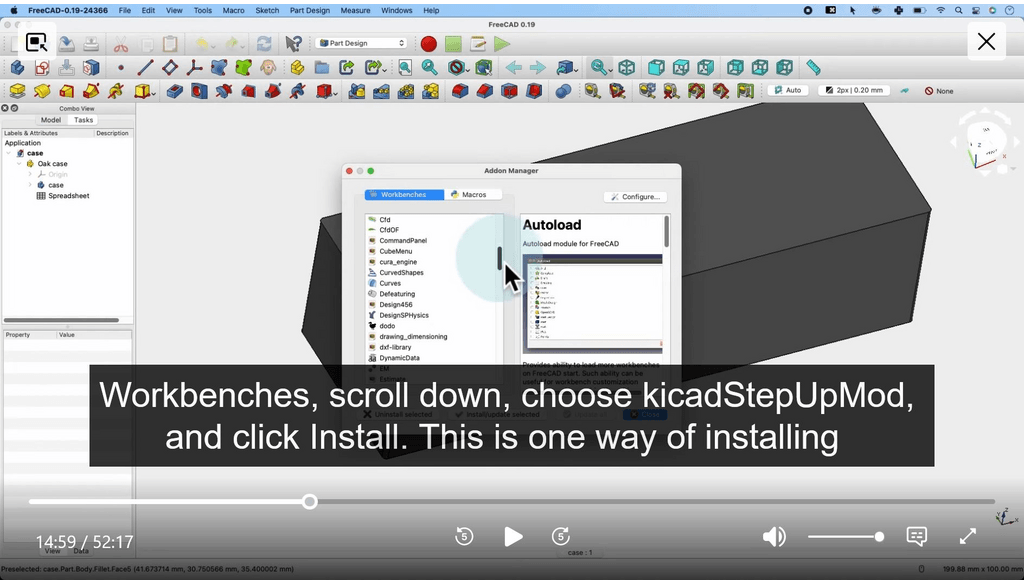 FreeCAD-0.19-24366 File Edit View Tools Macro Sketch Part Design Measure Windows Help
FreeCAD 0.19
Part Design
Auto
2px | 0.20 mm
None
Combo View
Model Tasks
Labels & Attributes Description
Application
case
Oak case
Origin
case
Spreadsheet
Property Value
Addon Manager
Workbenches Macros
Configure...
Cfd
CfdOF
CommandPanel
CubeMenu
cura_engine
CurvedShapes
Curves
Defeaturing
Design456
DesignSPHysics
dodo
drawing_dimensioning
dxf-library
DynamicData
EM
Autoload
Autoload module for FreeCAD
Provides ability to load more workbenches
on FreeCAD start. Such ability can be
useful for workbench customization
Uninstall selected Install/update selected Close
Workbenches, scroll down, choose kicadStepUpMod,
and click Install. This is one way of installing
14:59 / 52:17
5 5
View Data
case : 1
Preselected: case.Part.Body.Fillet.Face5 (41.673714 mm, 30.750566 mm, 35.400002 mm)
199.88 mm x 100.00 mm